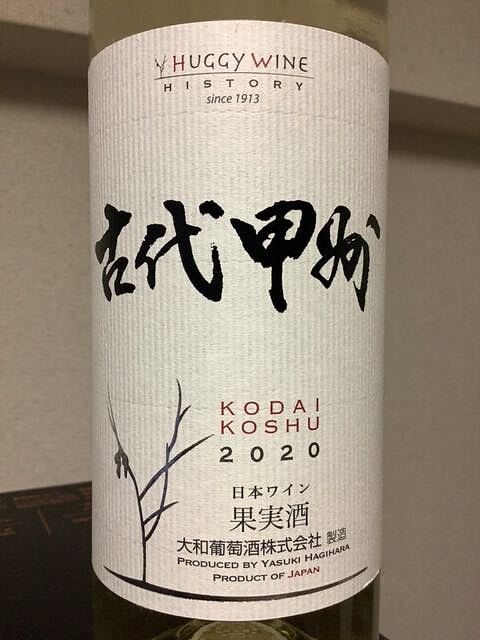 HUGGY WINE
HISTORY
since 1913
古代甲州
KODAI
KOSHU
2020
日本ワイン
果実酒
大和葡萄酒株式会社 製造
PRODUCED BY YASUKI HAGIHARA
PRODUCT OF JAPAN